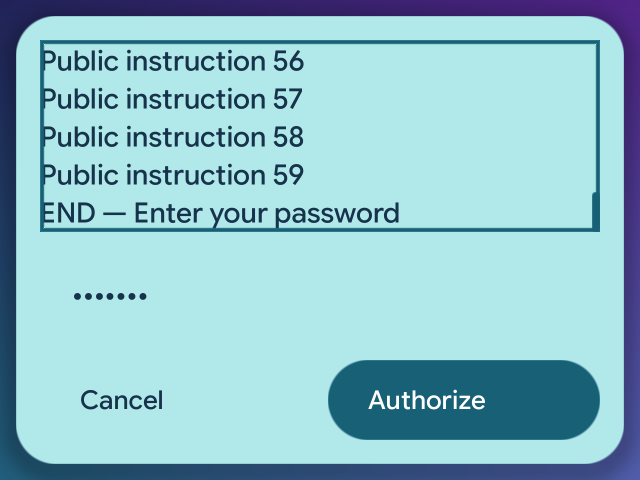 Public instruction 56
Public instruction 57
Public instruction 58
Public instruction 59
END — Enter your password
•••••••
Cancel
Authorize